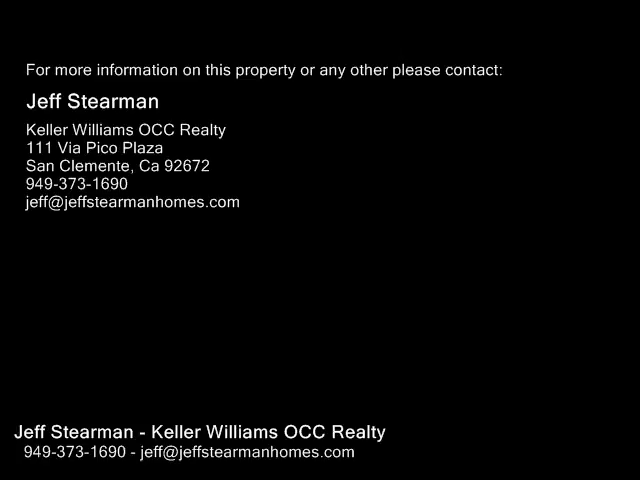 For more information on this property or any other please contact:
Jeff Stearman
Keller Williams OCC Realty
111 Via Pico Plaza
San Clemente, Ca 92672
949-373-1690
jeff@jeffstearmanhomes.com
Jeff Stearman - Keller Williams OCC Realty
949-373-1690 - jeff@jeffstearmanhomes.com